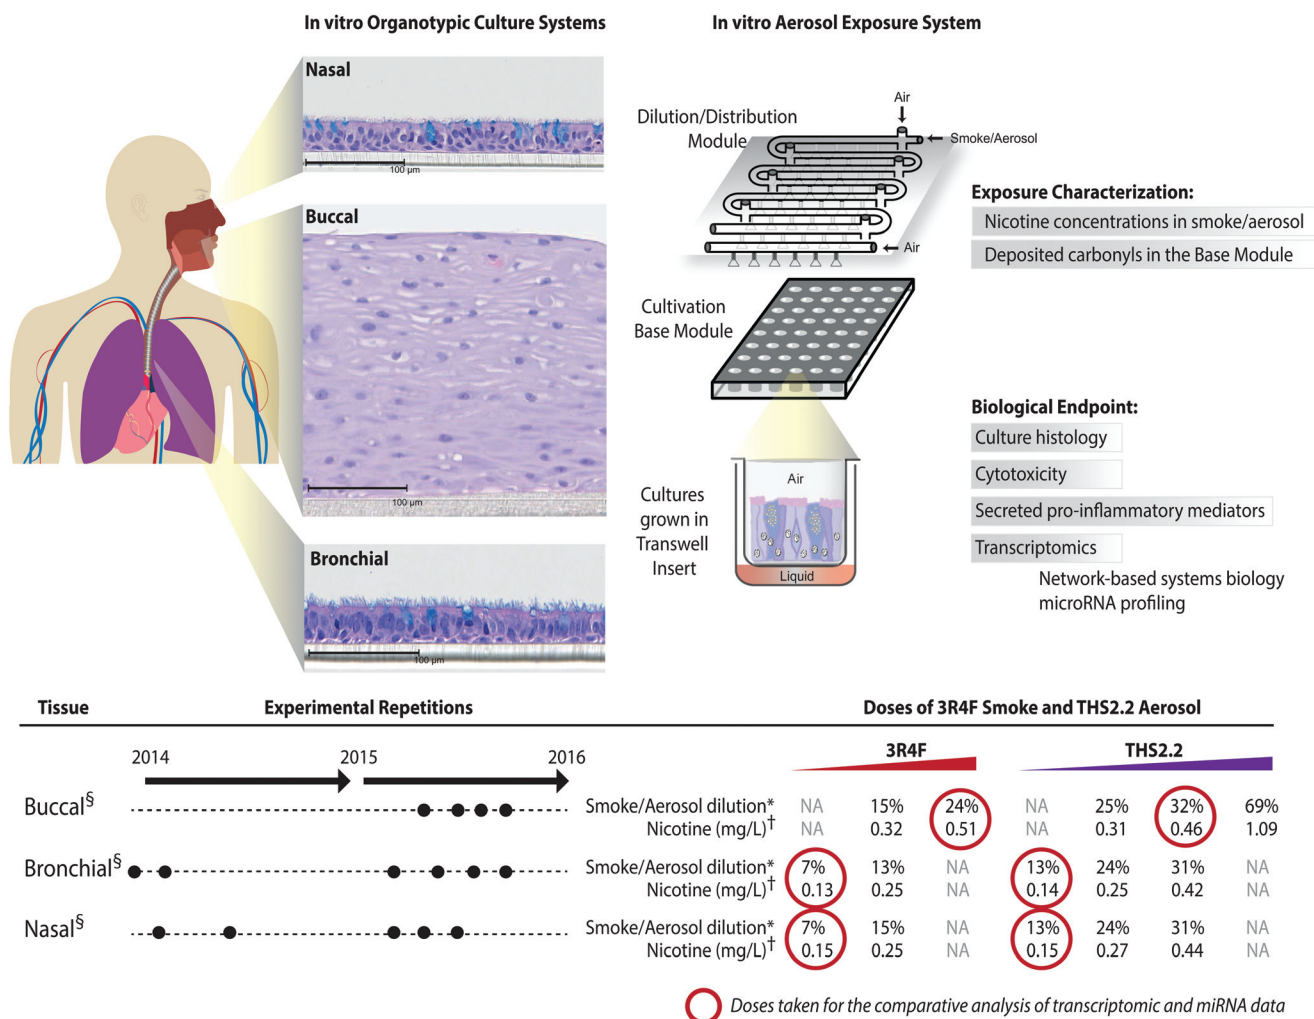 In vitro Organotypic Culture Systems
In vitro Aerosol Exposure System
Nasal
100 µm
Buccal
100 µm
Bronchial
100 µm
Dilution/Distribution
Module
Air
Smoke/Aerosol
Air
Cultivation
Base Module
Cultures
grown in
Transwell
Insert
Air
Liquid
Exposure Characterization:
Nicotine concentrations in smoke/aerosol
Deposited carbonyls in the Base Module
Biological Endpoint:
Culture histology
Cytotoxicity
Secreted pro-inflammatory mediators
Transcriptomics
Network-based systems biology
microRNA profiling
Tissue Experimental Repetitions Doses of 3R4F Smoke and THS2.2 Aerosol
2014 2015 2016 3R4F THS2.2
Buccal§
Smoke/Aerosol dilution* NA 15% 24% NA 25% 32% 69%
Nicotine (mg/L)† NA 0.32 0.51 NA 0.31 0.46 1.09
Bronchial§
Smoke/Aerosol dilution* 7% 13% NA 13% 24% 31% NA
Nicotine (mg/L)† 0.13 0.25 NA 0.14 0.25 0.42 NA
Nasal§
Smoke/Aerosol dilution* 7% 15% NA 13% 24% 31% NA
Nicotine (mg/L)† 0.15 0.25 NA 0.15 0.27 0.44 NA
Doses taken for the comparative analysis of transcriptomic and miRNA data